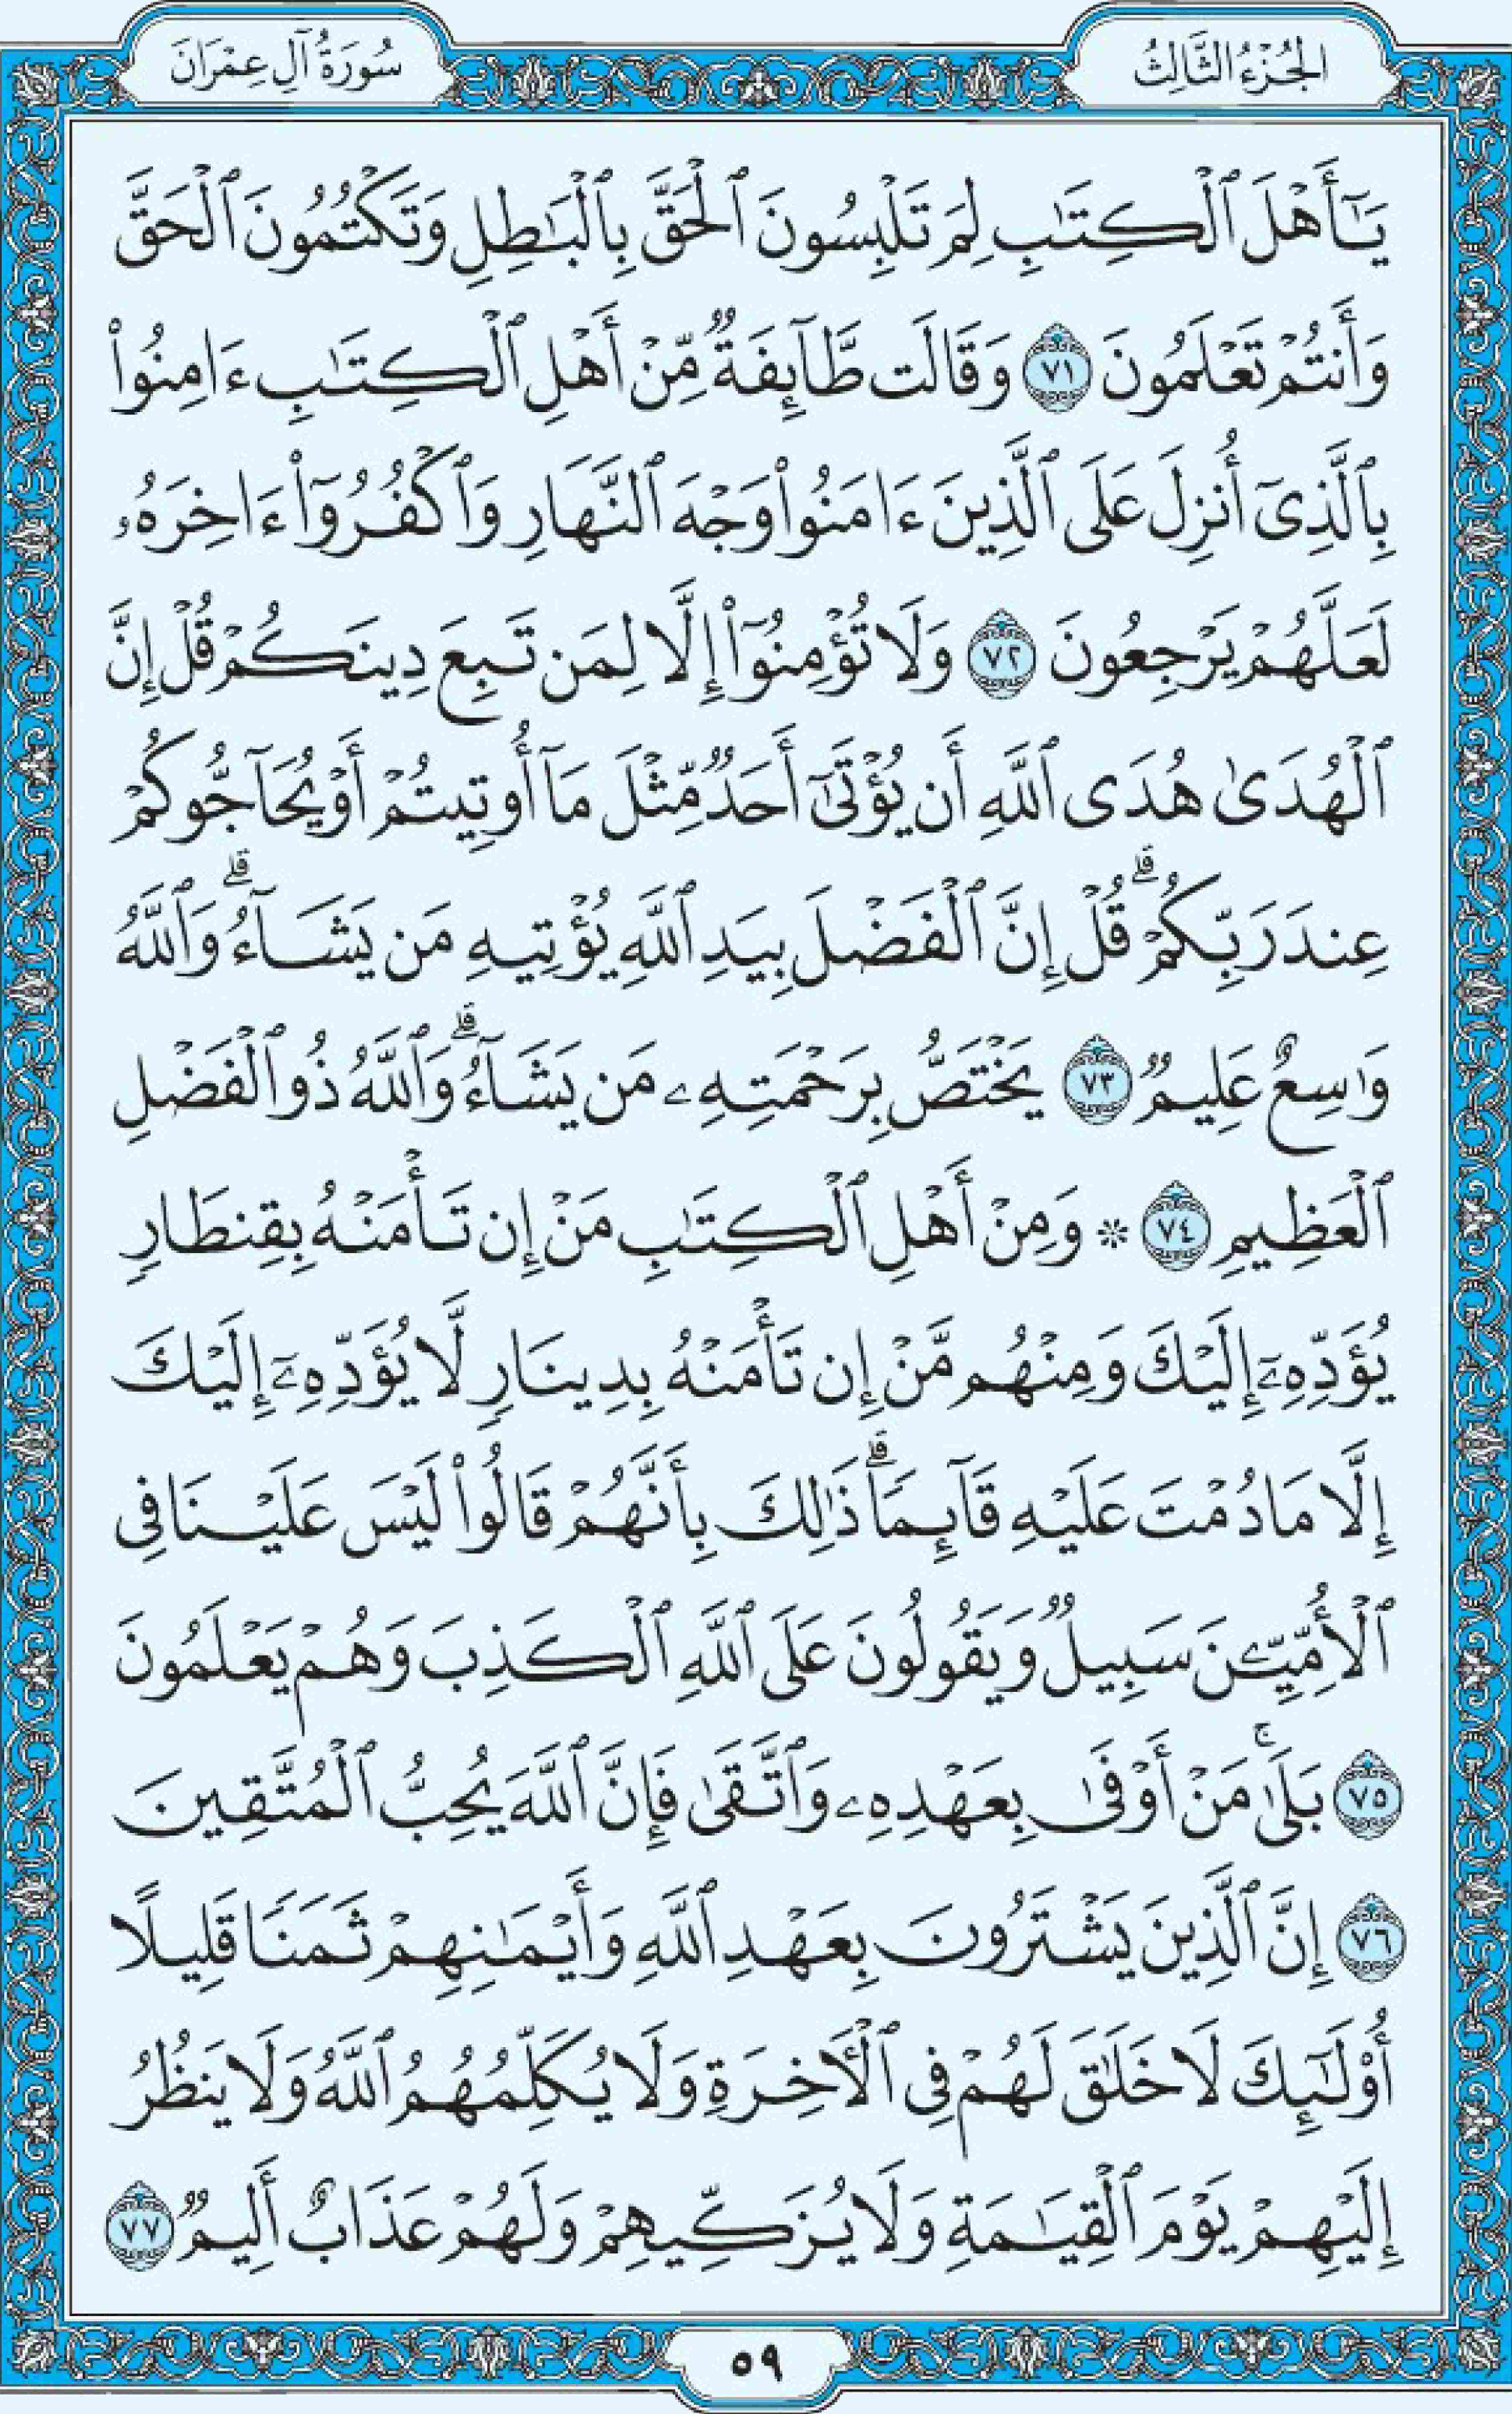 الجُزْءُ الثَّالِثُ
سُورَةُ آلِ عِمْرَانَ
يَٰٓأَهْلَ ٱلْكِتَٰبِ لِمَ تَلْبِسُونَ ٱلْحَقَّ بِٱلْبَٰطِلِ وَتَكْتُمُونَ ٱلْحَقَّ
وَأَنتُمْ تَعْلَمُونَ ٧١ وَقَالَت طَّآئِفَةٌ مِّنْ أَهْلِ ٱلْكِتَٰبِ ءَامِنُوا۟
بِٱلَّذِىٓ أُنزِلَ عَلَى ٱلَّذِينَ ءَامَنُوا۟ وَجْهَ ٱلنَّهَارِ وَٱكْفُرُوٓا۟ ءَاخِرَهُۥ
لَعَلَّهُمْ يَرْجِعُونَ ٧٢ وَلَا تُؤْمِنُوٓا۟ إِلَّا لِمَن تَبِعَ دِينَكُمْ قُلْ إِنَّ
ٱلْهُدَىٰ هُدَى ٱللَّهِ أَن يُؤْتَىٰٓ أَحَدٌ مِّثْلَ مَآ أُوتِيتُمْ أَوْ يُحَآجُّوكُمْ
عِندَ رَبِّكُمْ ۗ قُلْ إِنَّ ٱلْفَضْلَ بِيَدِ ٱللَّهِ يُؤْتِيهِ مَن يَشَآءُ ۗ وَٱللَّهُ
وَٰسِعٌ عَلِيمٌ ٧٣ يَخْتَصُّ بِرَحْمَتِهِۦ مَن يَشَآءُ ۗ وَٱللَّهُ ذُو ٱلْفَضْلِ
ٱلْعَظِيمِ ٧٤ * وَمِنْ أَهْلِ ٱلْكِتَٰبِ مَنْ إِن تَأْمَنْهُ بِقِنطَارٍ
يُؤَدِّهِۦٓ إِلَيْكَ وَمِنْهُم مَّنْ إِن تَأْمَنْهُ بِدِينَارٍ لَّا يُؤَدِّهِۦٓ إِلَيْكَ
إِلَّا مَا دُمْتَ عَلَيْهِ قَآئِمًا ۗ ذَٰلِكَ بِأَنَّهُمْ قَالُوا۟ لَيْسَ عَلَيْنَا فِى
ٱلْأُمِّيِّـۧنَ سَبِيلٌ وَيَقُولُونَ عَلَى ٱللَّهِ ٱلْكَذِبَ وَهُمْ يَعْلَمُونَ
٧٥ بَلَىٰ ۚ مَنْ أَوْفَىٰ بِعَهْدِهِۦ وَٱتَّقَىٰ فَإِنَّ ٱللَّهَ يُحِبُّ ٱلْمُتَّقِينَ
٧٦ إِنَّ ٱلَّذِينَ يَشْتَرُونَ بِعَهْدِ ٱللَّهِ وَأَيْمَٰنِهِمْ ثَمَنًا قَلِيلًا
أُو۟لَٰٓئِكَ لَا خَلَٰقَ لَهُمْ فِى ٱلْءَاخِرَةِ وَلَا يُكَلِّمُهُمُ ٱللَّهُ وَلَا يَنظُرُ
إِلَيْهِمْ يَوْمَ ٱلْقِيَٰمَةِ وَلَا يُزَكِّيهِمْ وَلَهُمْ عَذَابٌ أَلِيمٌ ٧٧
٥٩